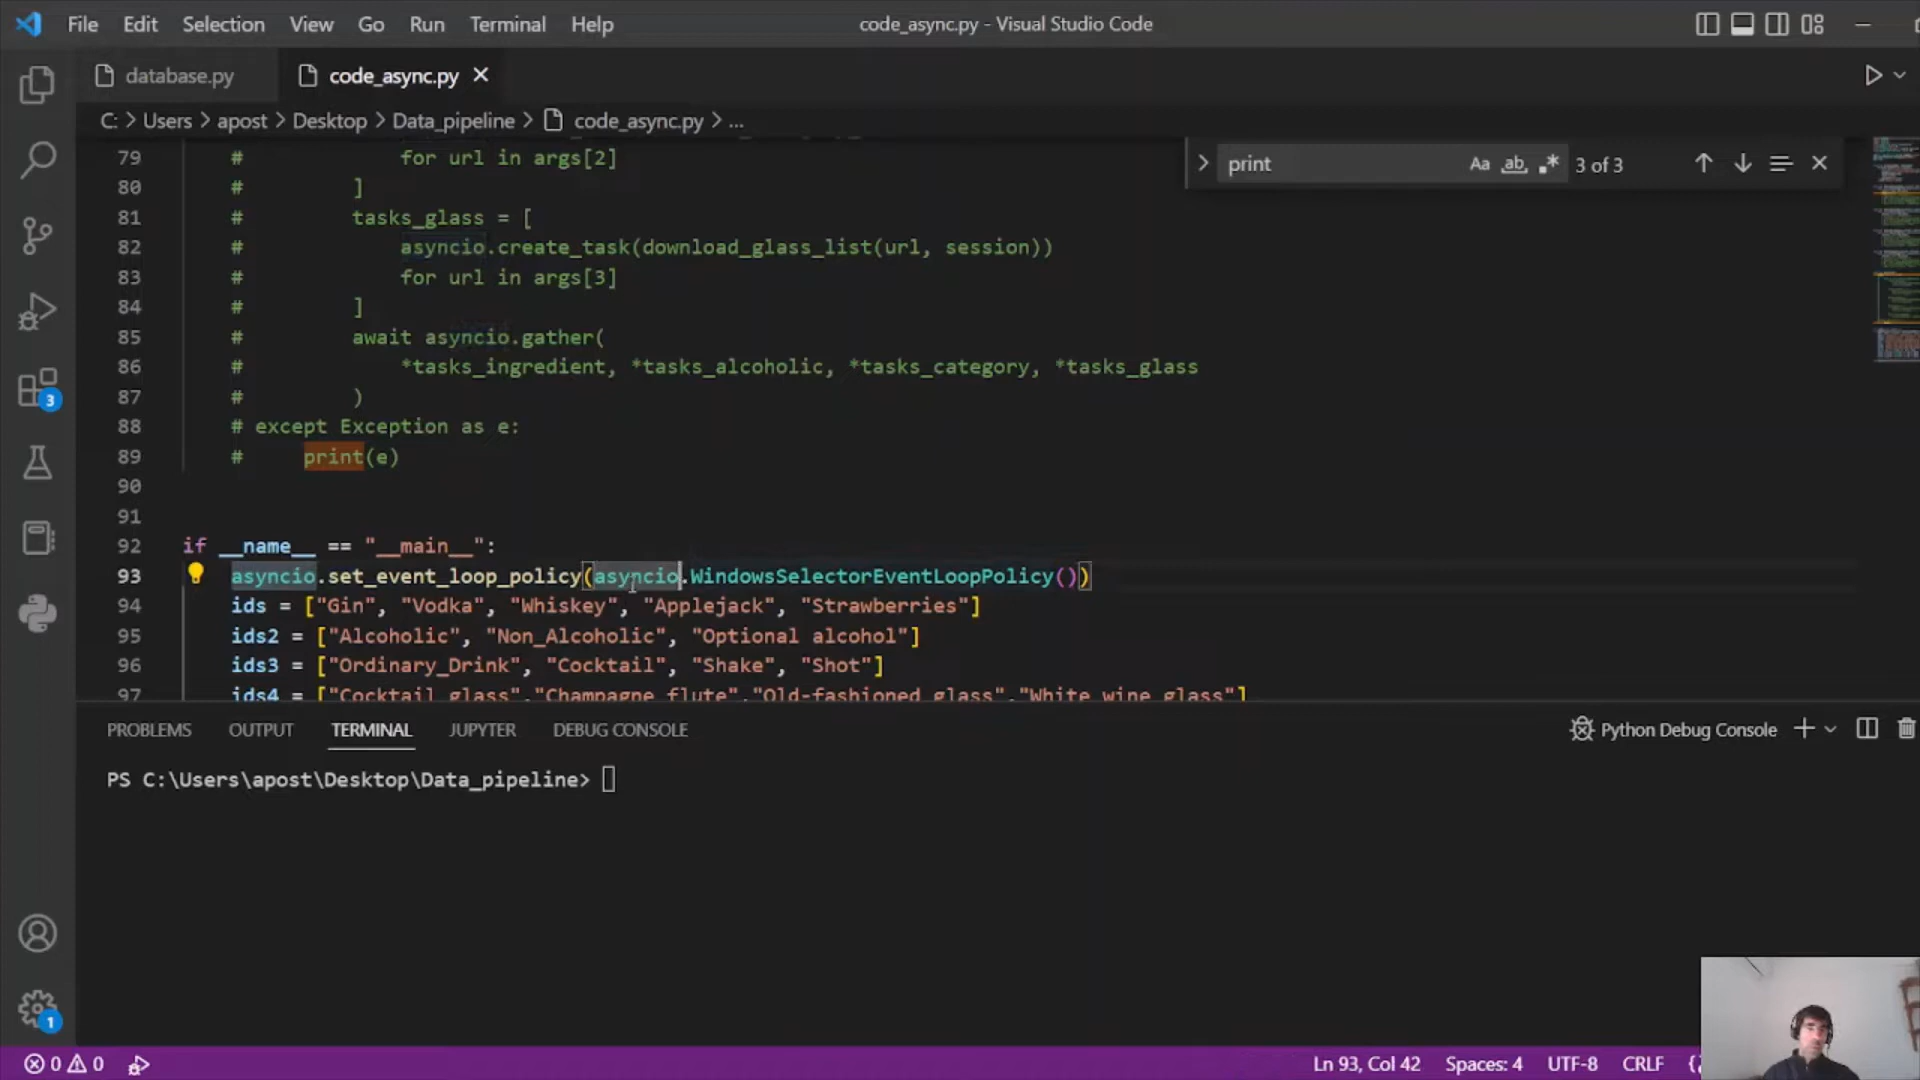 File Edit Selection View Go Run Terminal Help code_async.py - Visual Studio Code
database.py code_async.py
C: > Users > apost > Desktop > Data_pipeline > code_async.py > ...
print Aa ab 3 of 3
79 # for url in args[2]
80 # ]
81 # tasks_glass = [
82 # asyncio.create_task(download_glass_list(url, session))
83 # for url in args[3]
84 # ]
85 # await asyncio.gather(
86 # *tasks_ingredient, *tasks_alcoholic, *tasks_category, *tasks_glass
87 # )
88 # except Exception as e:
89 # print(e)
90
91
92 if __name__ == "__main__":
93 asyncio.set_event_loop_policy(asyncio.WindowsSelectorEventLoopPolicy())
94 ids = ["Gin", "Vodka", "Whiskey", "Applejack", "Strawberries"]
95 ids2 = ["Alcoholic", "Non_Alcoholic", "Optional alcohol"]
96 ids3 = ["Ordinary_Drink", "Cocktail", "Shake", "Shot"]
97 ids4 = ["Cocktail glass","Champagne flute","Old-fashioned glass","White wine glass"]
3
PROBLEMS OUTPUT TERMINAL JUPYTER DEBUG CONSOLE Python Debug Console
PS C:\Users\apost\Desktop\Data_pipeline>
1
0 0 Ln 93, Col 42 Spaces: 4 UTF-8 CRLF {